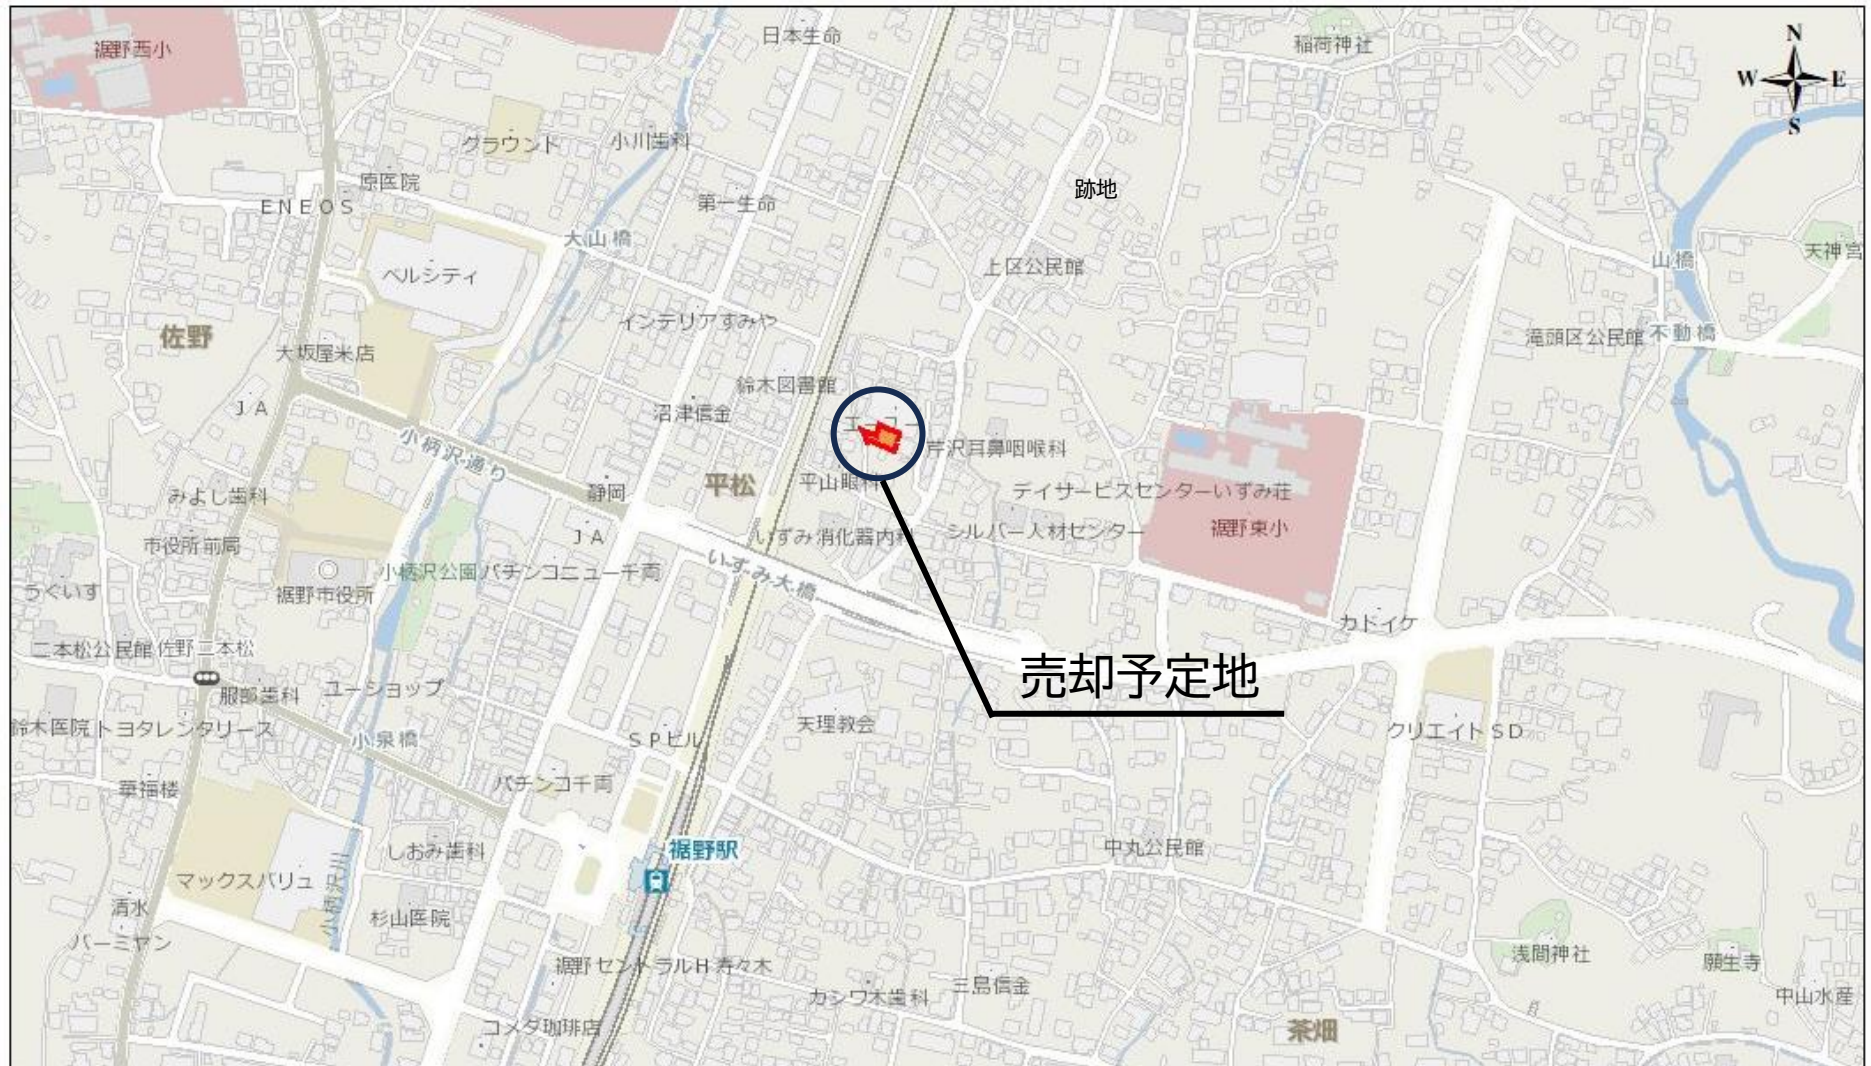 日本生命
稲荷神社
裾野西小
N
W
E
S
グラウンド
小川歯科
原医院
ENEOS
跡地
第一生命
大山橋
天神宮
山橋
上区公民館
ベルシティ
インテリアすみや
佐野
滝頭区公民館
不動橋
大坂屋米店
鈴木図書館
JA
沼津信金
小柄沢通り
芹沢耳鼻咽喉科
平松
平山眼科
デイサービスセンターいずみ荘
みよし歯科
静岡
裾野東小
シルバー人材センター
いずみ消化器内科
JA
市役所前局
いずみ大橋
小柄沢公園
パチンコニュー千両
うぐいす
裾野市役所
カドイケ
二本松公民館
佐野二本松
売却予定地
服部歯科
ユーショップ
鈴木医院
トヨタレンタリース
天理教会
クリエイトSD
小泉橋
SPビル
華福楼
パチンコ千両
裾野駅
中丸公民館
しおみ歯科
マックスバリュ
小柄沢川
清水
杉山医院
バーミヤン
浅間神社
願生寺
裾野セントラルH
寿々木
カシワ木歯科
三島信金
中山水産
コメダ珈琲店
茶畑